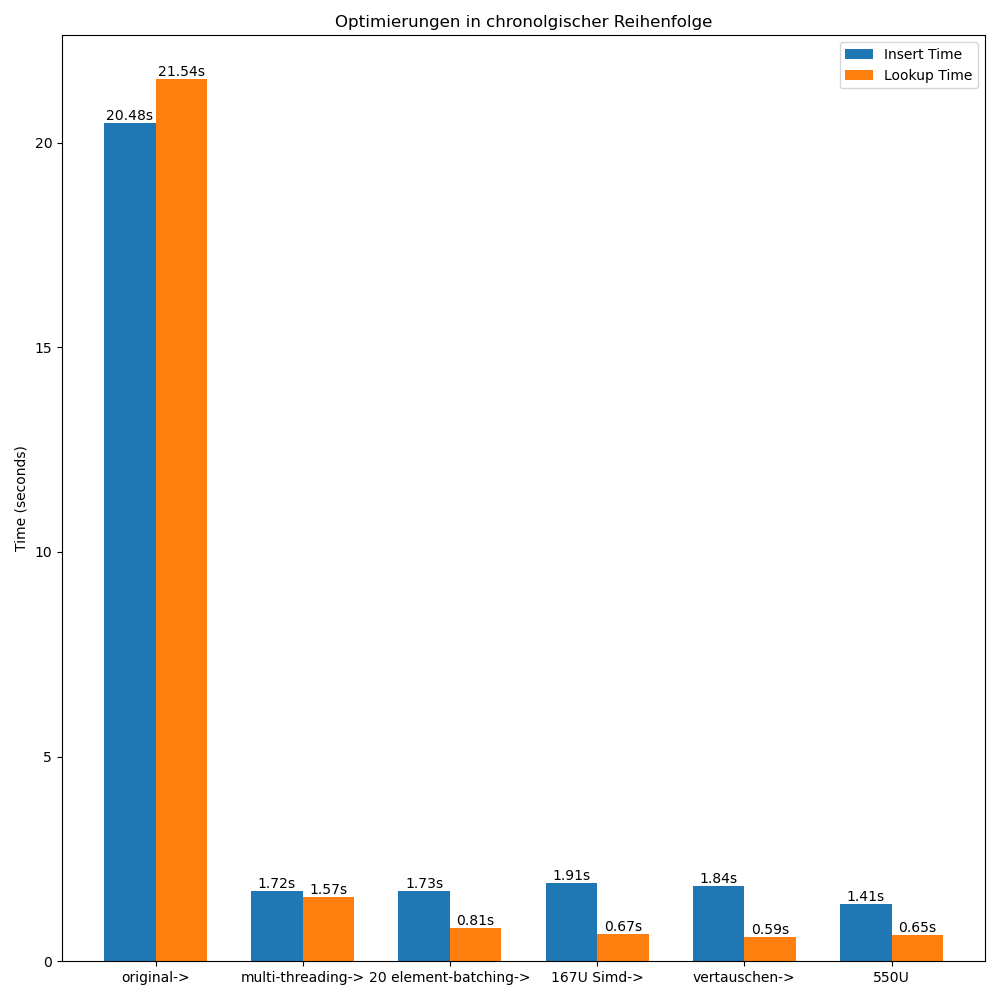 Optimierungen in chronolgischer Reihenfolge
Insert Time
Lookup Time
Time (seconds)
20
15
10
5
0
20.48s
21.54s
1.72s
1.57s
1.73s
0.81s
1.91s
0.67s
1.84s
0.59s
1.41s
0.65s
original->
multi-threading->
20 element-batching->
167U Simd->
vertauschen->
550U